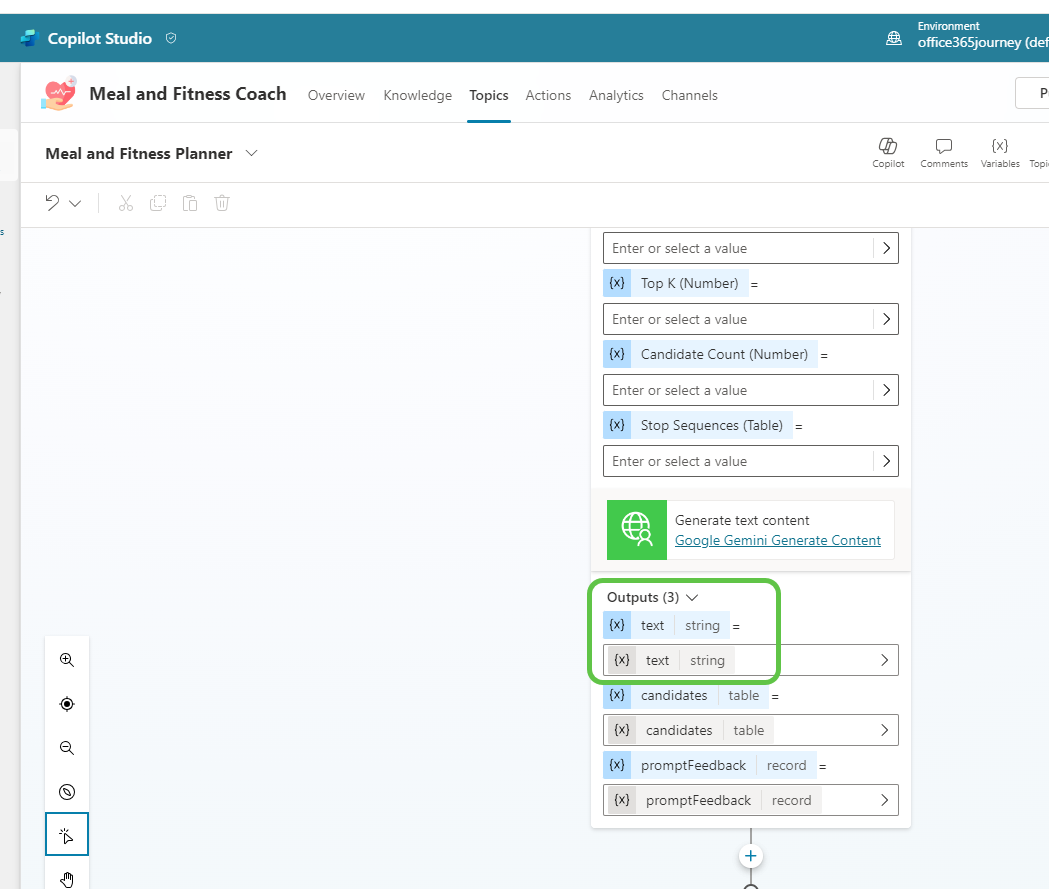 Copilot Studio
Environment
office365journey (def
Meal and Fitness Coach
Overview Knowledge Topics Actions Analytics Channels
P
Meal and Fitness Planner
Copilot Comments Variables Topi
s
Enter or select a value
{x} Top K (Number) =
Enter or select a value
{x} Candidate Count (Number) =
Enter or select a value
{x} Stop Sequences (Table) =
Enter or select a value
Generate text content
Google Gemini Generate Content
Outputs (3)
{x} text string =
{x} text string
{x} candidates table =
{x} candidates table
{x} promptFeedback record =
{x} promptFeedback record